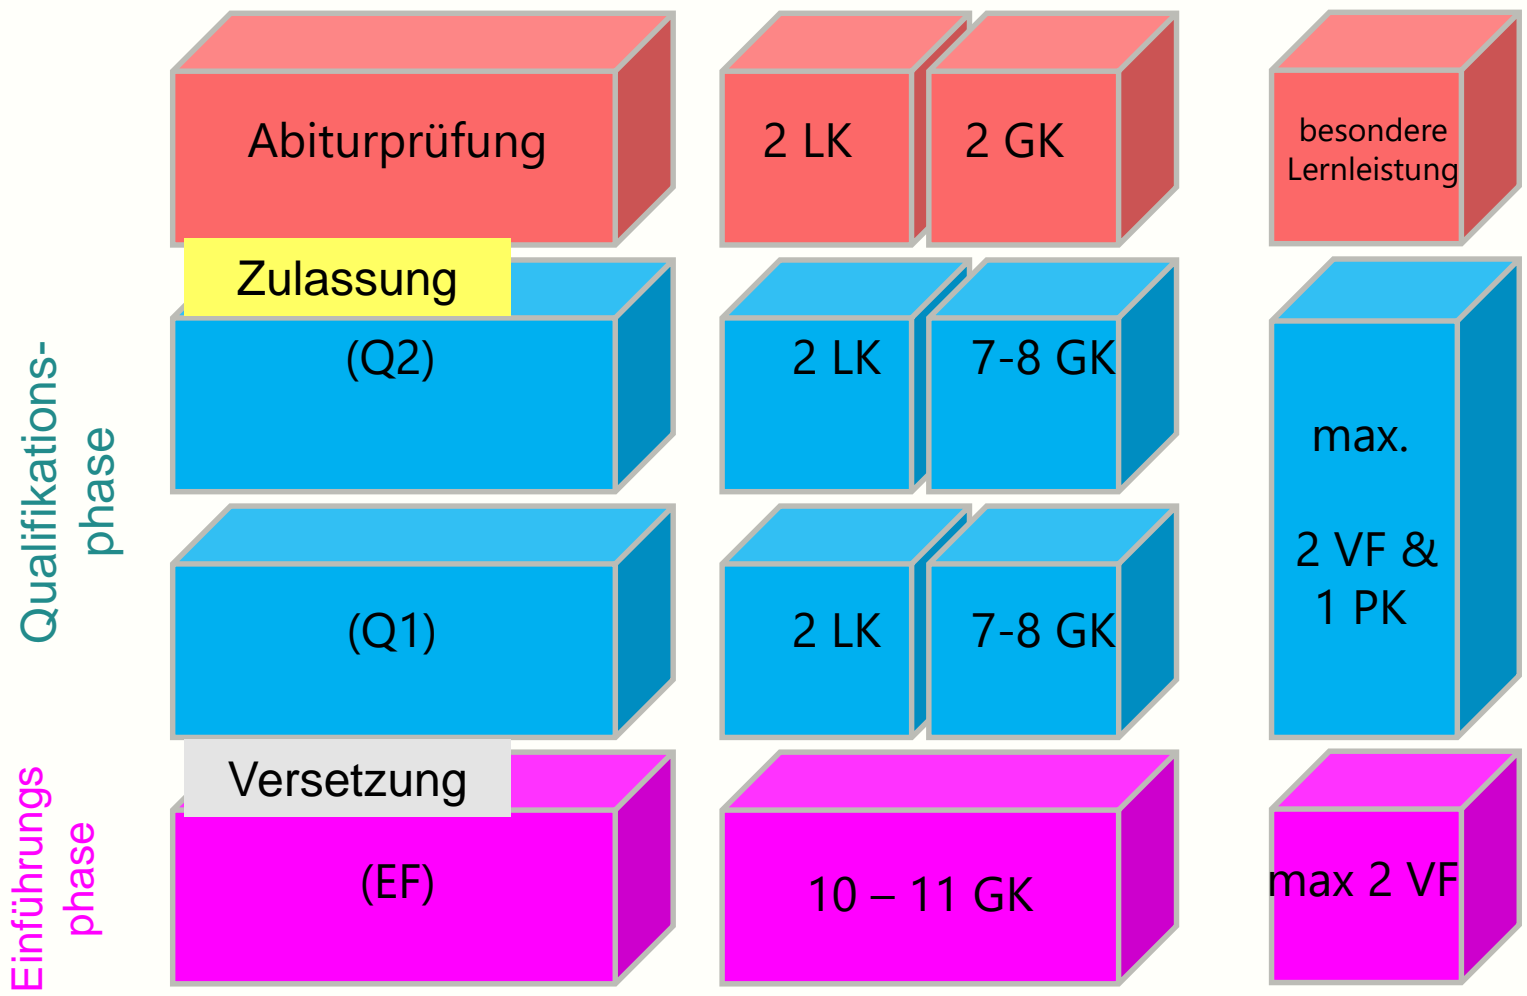 Abiturprüfung
2 LK
2 GK
besondere
Lernleistung
Zulassung
Qualifikations-
phase
(Q2)
2 LK
7-8 GK
max.
2 VF &
1 PK
(Q1)
2 LK
7-8 GK
Versetzung
Einführungs
phase
(EF)
10 – 11 GK
max 2 VF